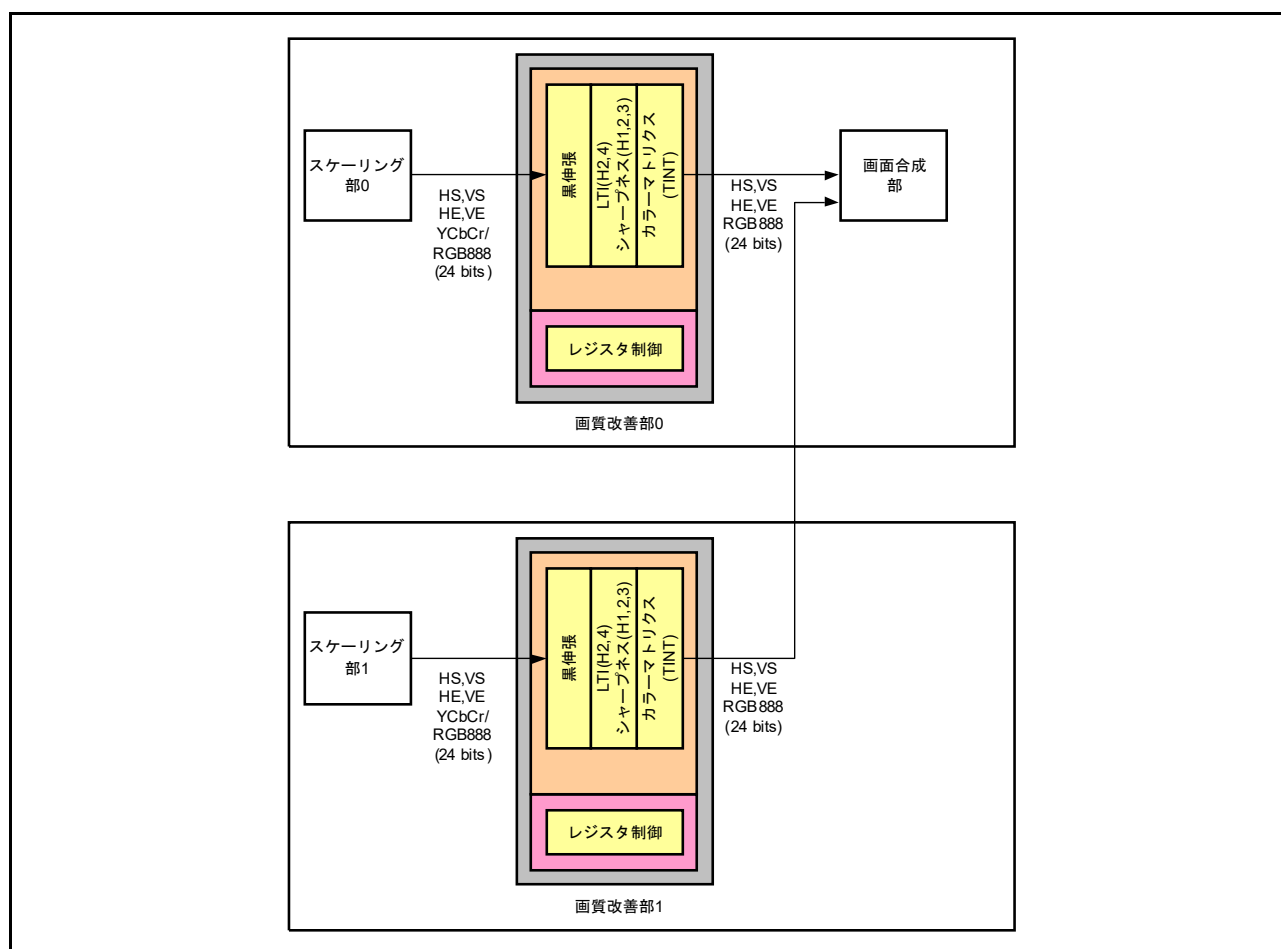 スケーリング
部0
HS,VS
HE,VE
YCbCr/
RGB888
(24 bits)
黒伸張
LTI(H2,4)
シャープネス(H1,2,3)
カラーマトリクス
(TINT)
レジスタ制御
画質改善部0
HS,VS
HE,VE
RGB888
(24 bits)
画面合成
部
スケーリング
部1
HS,VS
HE,VE
YCbCr/
RGB888
(24 bits)
黒伸張
LTI(H2,4)
シャープネス(H1,2,3)
カラーマトリクス
(TINT)
レジスタ制御
画質改善部1
HS,VS
HE,VE
RGB888
(24 bits)